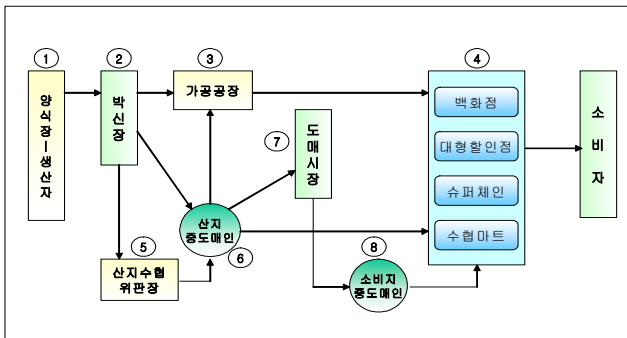 ①
②
③
④
양식장-생산자
박신장
가공공장
백화점
대형할인점
슈퍼체인
수협마트
소비자
⑦
도매시장
산지
중도매인
⑥
⑤
산지수협
위판장
⑧
소비지
중도매인